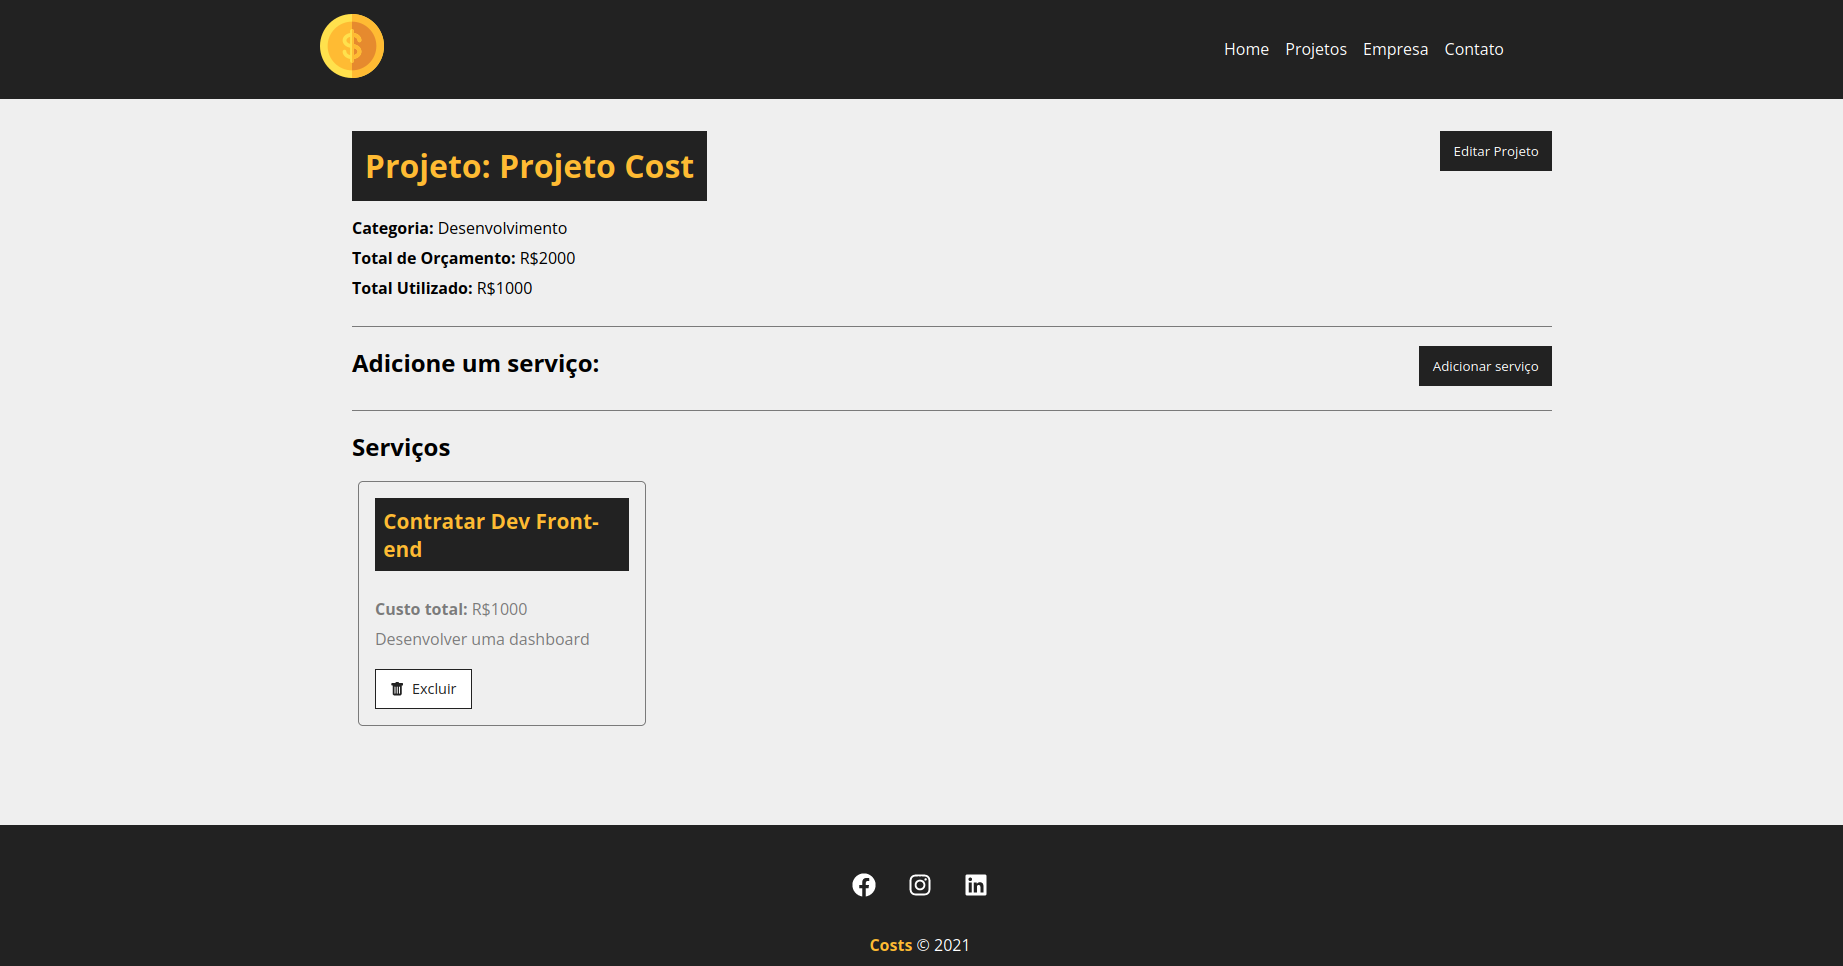 $
Home Projetos Empresa Contato
Projeto: Projeto Cost
Editar Projeto
Categoria: Desenvolvimento
Total de Orçamento: R$2000
Total Utilizado: R$1000
Adicione um serviço:
Adicionar serviço
Serviços
Contratar Dev Front-
end
Custo total: R$1000
Desenvolver uma dashboard
Excluir
Costs © 2021